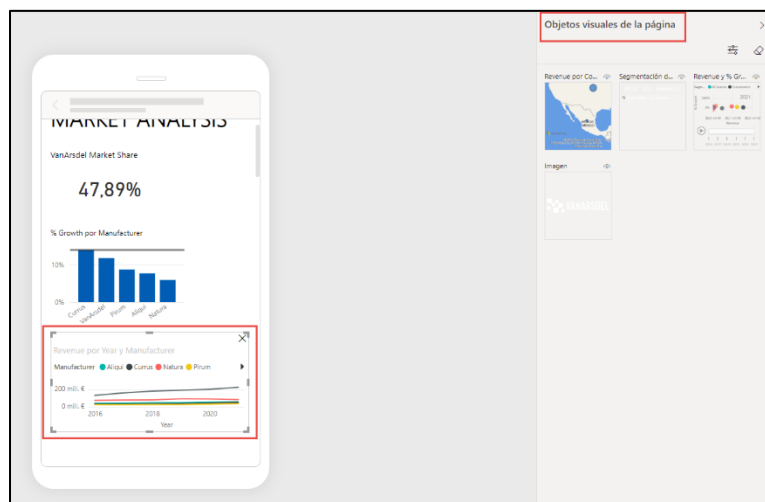 Objetos visuales de la página
Revenue por Co...
Segmentación d...
Revenue y % Gr...
2021
Imagen
VANARSDEL
MARKET ANALYSIS
VanArsdel Market Share
47,89%
% Growth por Manufacturer
10%
0%
Currus
VanArsdel
Pirum
Aliqui
Natura
Revenue por Year y Manufacturer
Manufacturer Aliqui Currus Natura Pirum
200 mill. €
0 mill. €
2016 2018 2020
Year